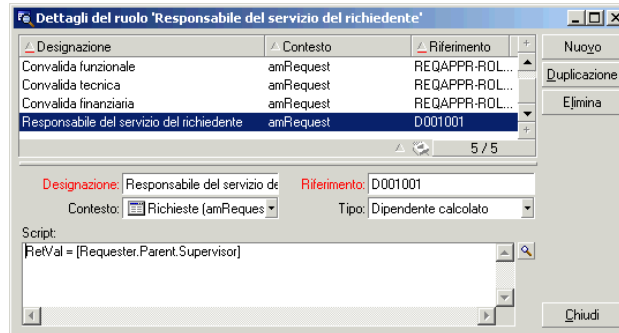 Dettagli del ruolo 'Responsabile del servizio del richiedente'
Designazione Contesto Riferimento
Convalida funzionale amRequest REQAPPR-ROL...
Convalida tecnica amRequest REQAPPR-ROL...
Convalida finanziaria amRequest REQAPPR-ROL...
Responsabile del servizio del richiedente amRequest D001001
5 / 5
Nuovo
Duplicazione
Elimina
Designazione: Responsabile del servizio de Riferimento: D001001
Contesto: Richieste (amReques Tipo: Dipendente calcolato
Script:
RetVal = [Requester.Parent.Supervisor]
Chiudi